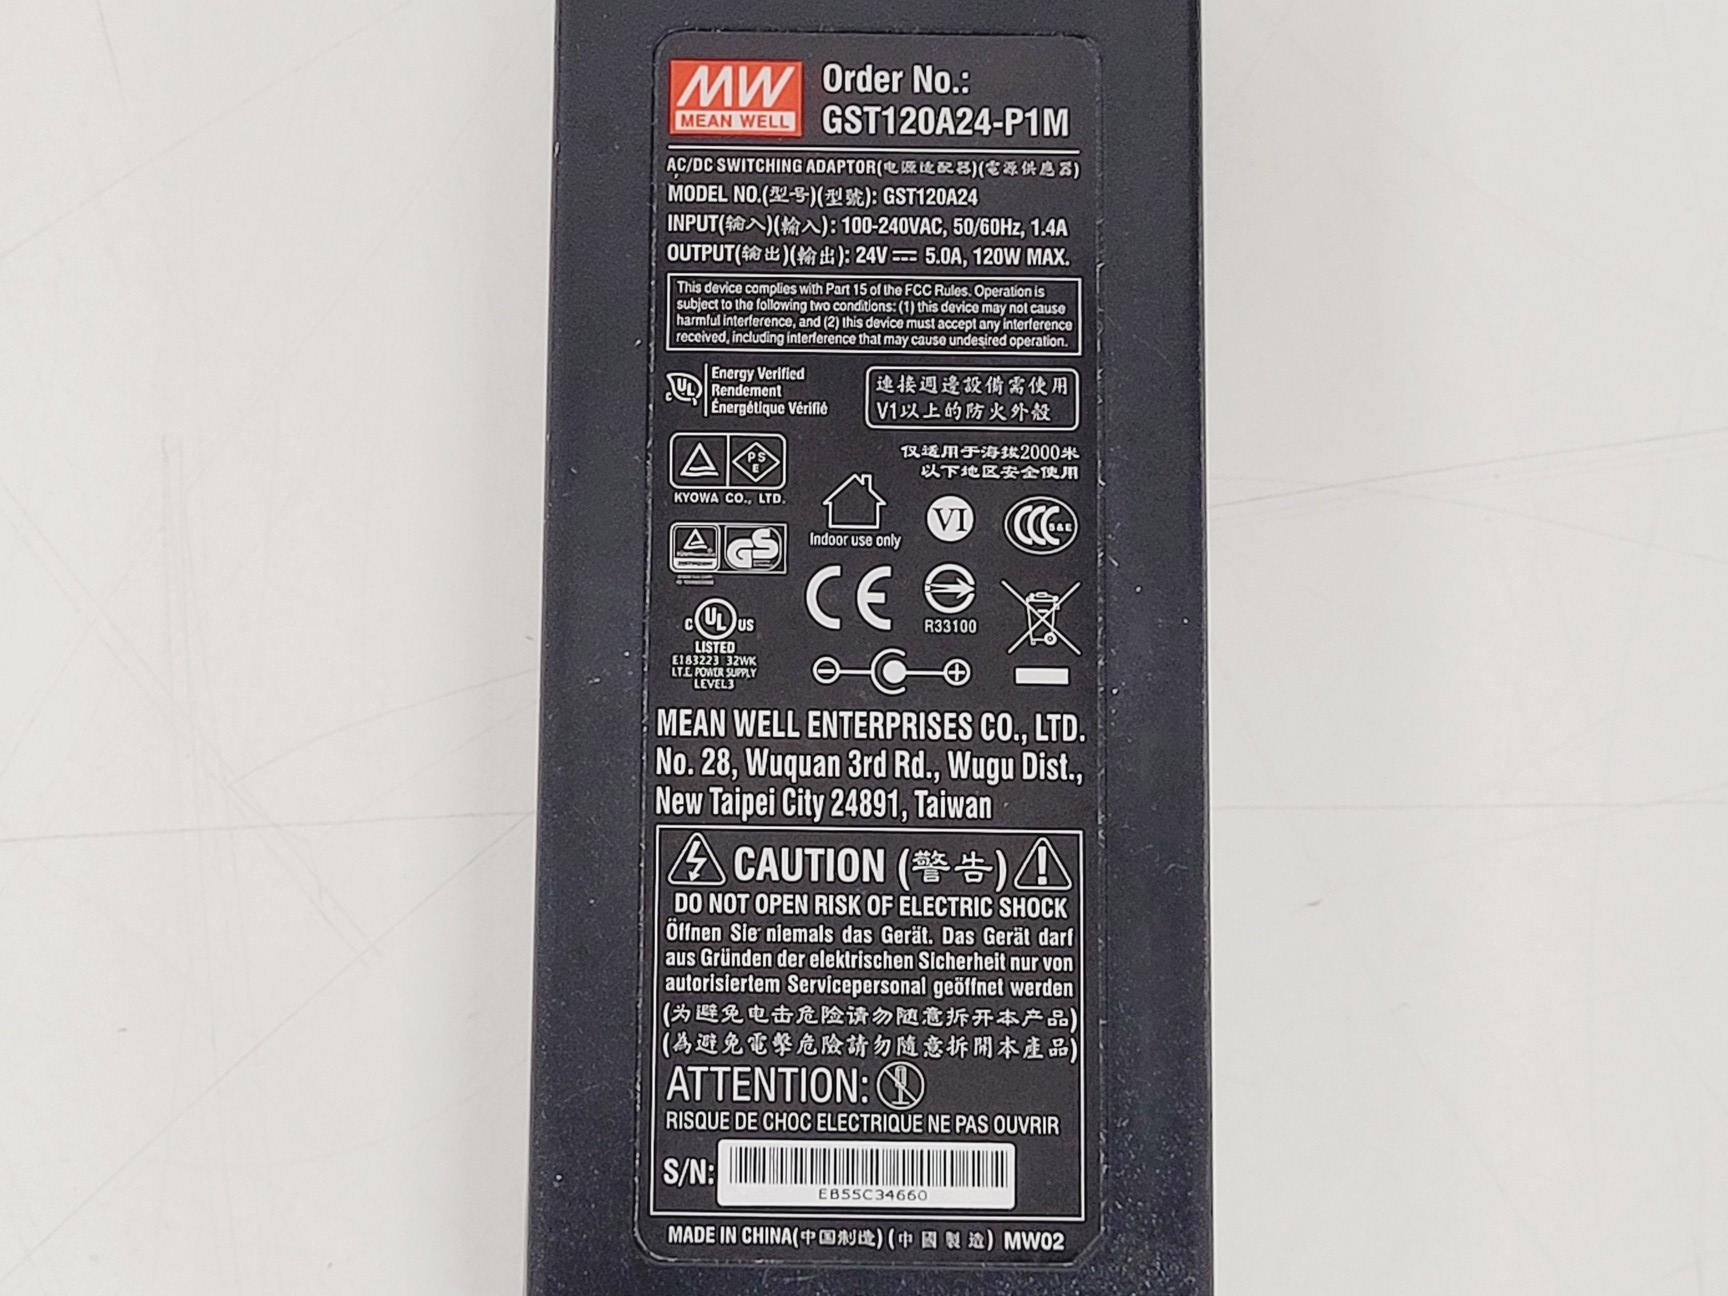 MW
MEAN WELL
Order No.:
GST120A24-P1M
AC/DC SWITCHING ADAPTOR(电源适配器)(電源供應器)
MODEL NO.(型号)(型號): GST120A24
INPUT(输入)(輸入): 100-240VAC, 50/60Hz, 1.4A
OUTPUT(输出)(輸出): 24V 5.0A, 120W MAX.
This device complies with Part 15 of the FCC Rules. Operation is
subject to the following two conditions: (1) this device may not cause
harmful interference, and (2) this device must accept any interference
received, including interference that may cause undesired operation.
c UL
Energy Verified
Rendement
Énergétique Vérifié
連接週邊設備需使用
V1以上的防火外殼
PS
E
KYOWA CO., LTD.
仅适用于海拔2000米
以下地区安全使用
Indoor use only
VI
CCC S&E
GS
CE
R33100
c UL US
LISTED
E183223 32WK
I.T.E. POWER SUPPLY
LEVEL3
MEAN WELL ENTERPRISES CO., LTD.
No. 28, Wuquan 3rd Rd., Wugu Dist.,
New Taipei City 24891, Taiwan
CAUTION (警告)
DO NOT OPEN RISK OF ELECTRIC SHOCK
Öffnen Sie niemals das Gerät. Das Gerät darf
aus Gründen der elektrischen Sicherheit nur von
autorisiertem Servicepersonal geöffnet werden
(为避免电击危险请勿随意拆开本产品)
(為避免電擊危險請勿隨意拆開本產品)
ATTENTION:
RISQUE DE CHOC ELECTRIQUE NE PAS OUVRIR
S/N:
EB55C34660
MADE IN CHINA(中国制造) (中國製造) MW02